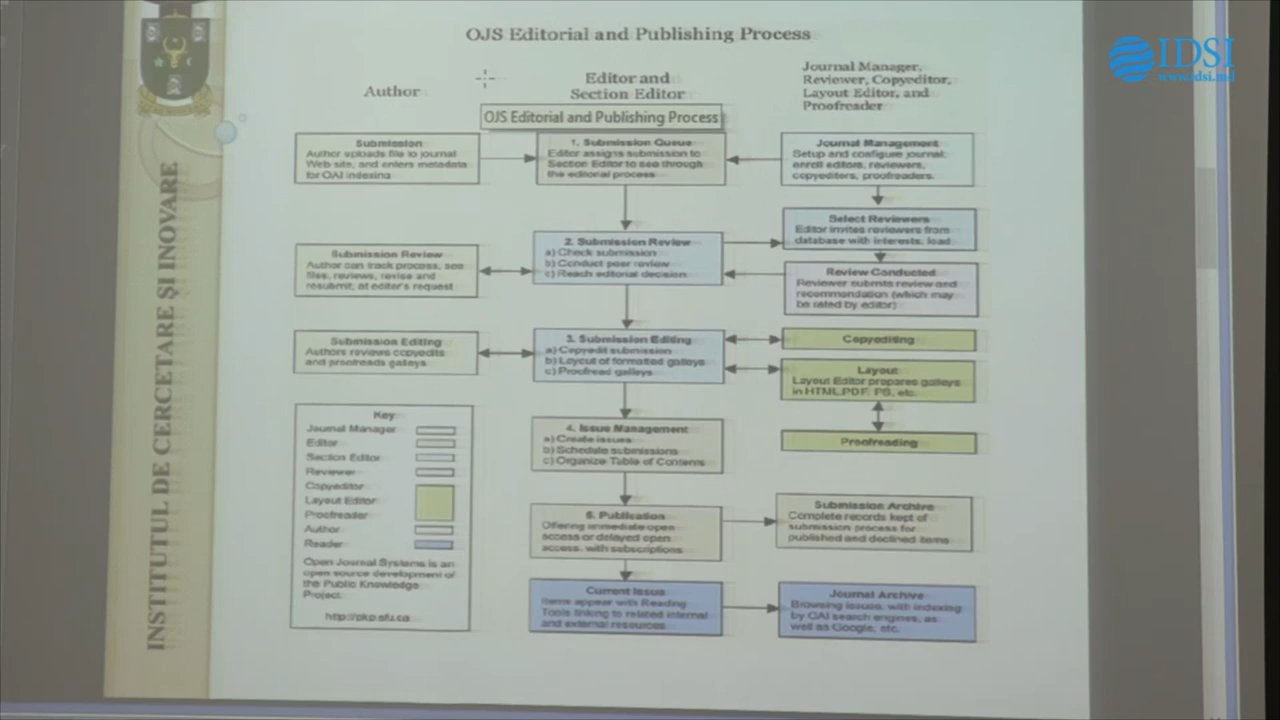 OJS Editorial and Publishing Process
IDSI
www.idsi.md
Author
Editor and
Section Editor
Journal Manager,
Reviewer, Copyeditor,
Layout Editor, and
Proofreader
OJS Editorial and Publishing Process
Submission
Author uploads file to journal
Web site, and enters metadata
for OAI indexing
1. Submission Queue
Editor assigns submission to
Section Editor to see through
the editorial process
Journal Management
Setup and configure journal;
enroll editors, reviewers,
copyeditors, proofreaders.
Select Reviewers
Editor invites reviewers from
database with interests, load
Submission Review
Author can track process, see
files, reviews, revise and
resubmit, at editor's request
2. Submission Review
a) Check submission
b) Conduct peer review
c) Reach editorial decision
Review Conducted
Reviewer submits review and
recommendation (which may
be rated by editor)
Submission Editing
Authors reviews copyedits
and proofreads galleys
3. Submission Editing
a) Copyedit submission
b) Layout of formatted galleys
c) Proofread galleys
Copyediting
Layout
Layout Editor prepares galleys
in HTML,PDF, PS, etc.
Proofreading
Key
Journal Manager
Editor
Section Editor
Reviewer
Copyeditor
Layout Editor
Proofreader
Author
Reader
Open Journal Systems is an
open source development of
the Public Knowledge
Project.
http://pkp.sfu.ca
4. Issue Management
a) Create issues
b) Schedule submissions
c) Organize Table of Contents
5. Publication
Offering immediate open
access or delayed open
access, with subscriptions
Submission Archive
Complete records kept of
submission process for
published and declined items
Current Issue
Items appear with Reading
Tools linking to related internal
and external resources
Journal Archive
Browsing issues, with indexing
by OAI search engines, as
well as Google, etc.
INSTITUTUL DE CERCETARE ȘI INOVARE